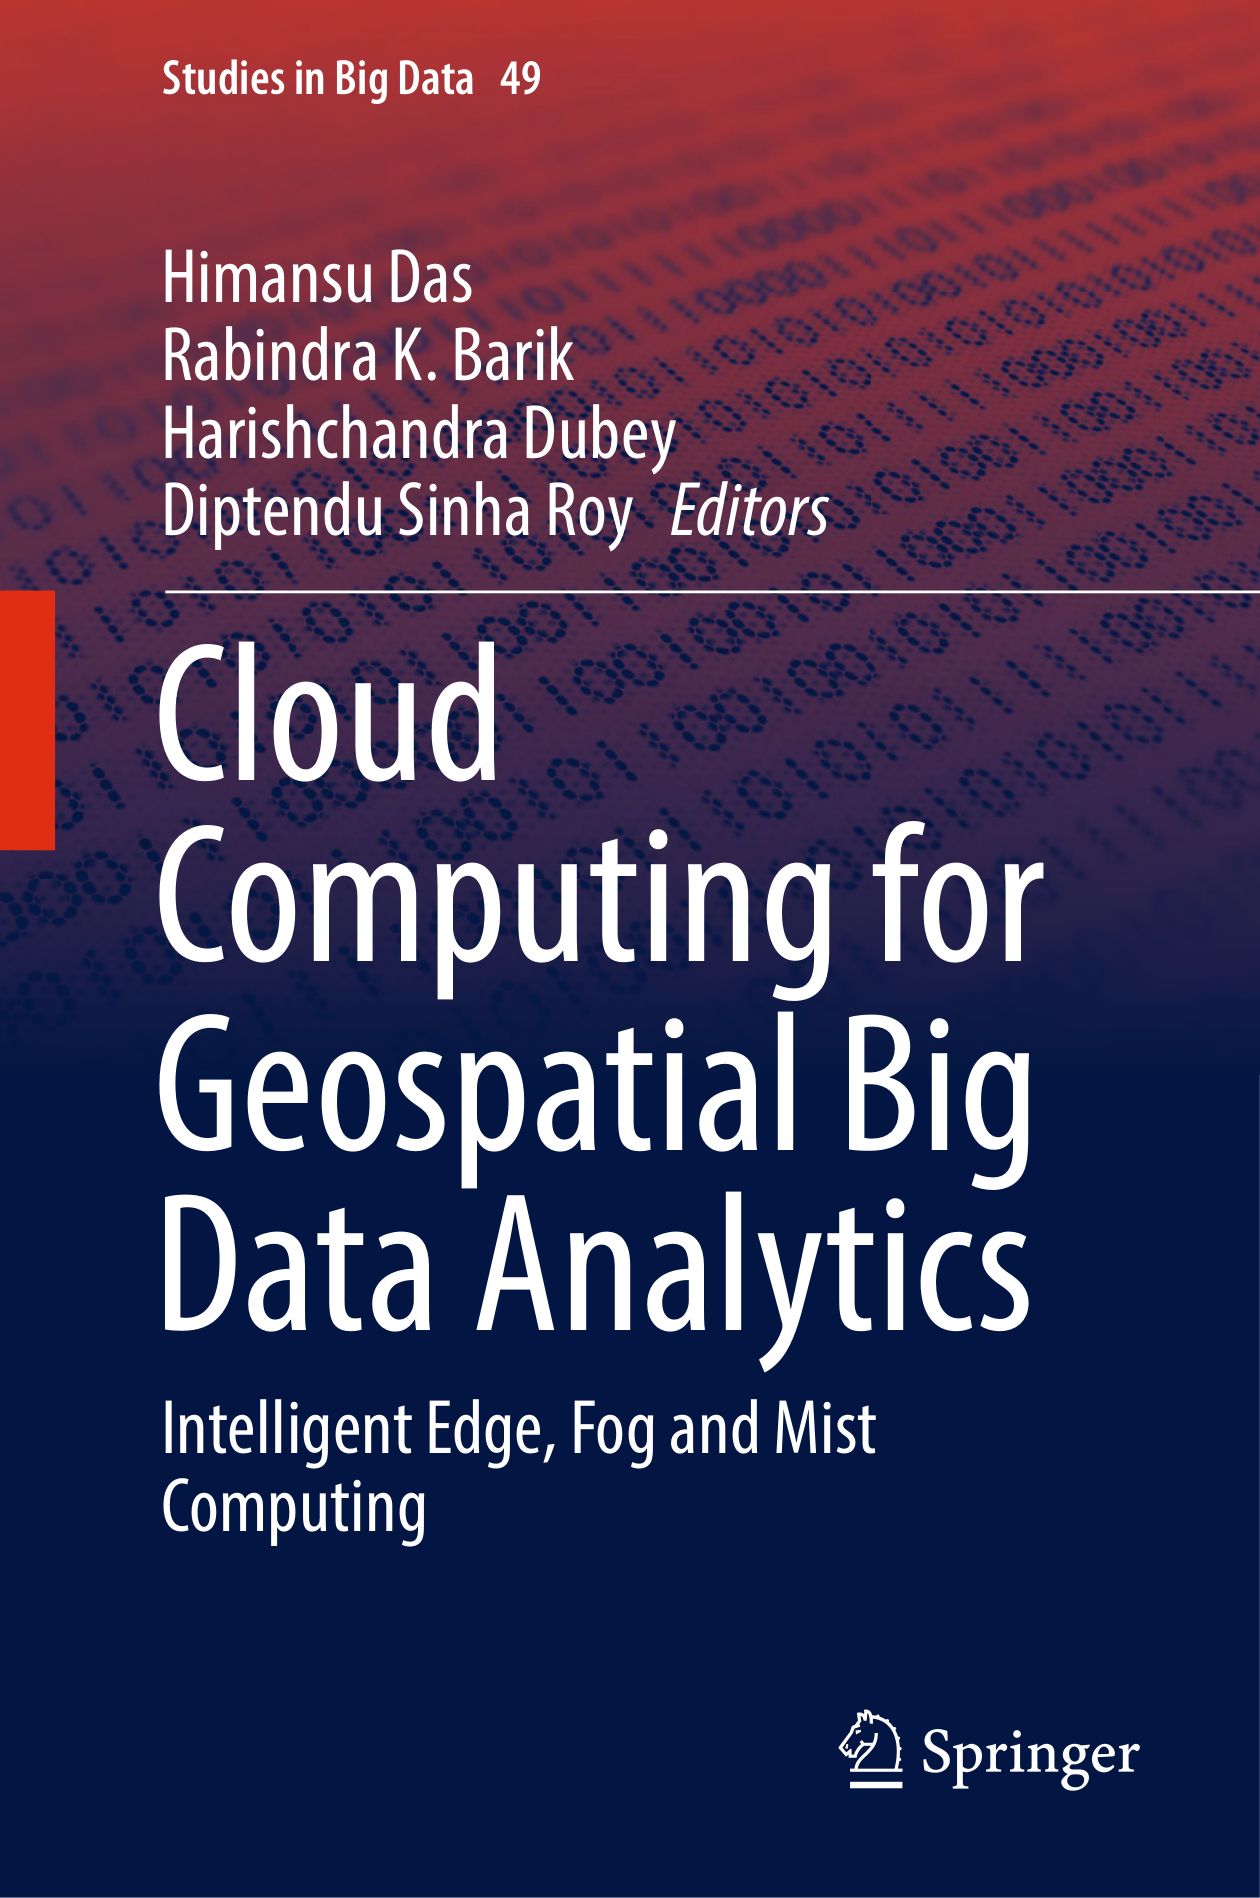 Studies in Big Data 49
Himansu Das
Rabindra K. Barik
Harishchandra Dubey
Diptendu Sinha Roy Editors
Cloud
Computing for
Geospatial Big
Data Analytics
Intelligent Edge, Fog and Mist
Computing
Springer